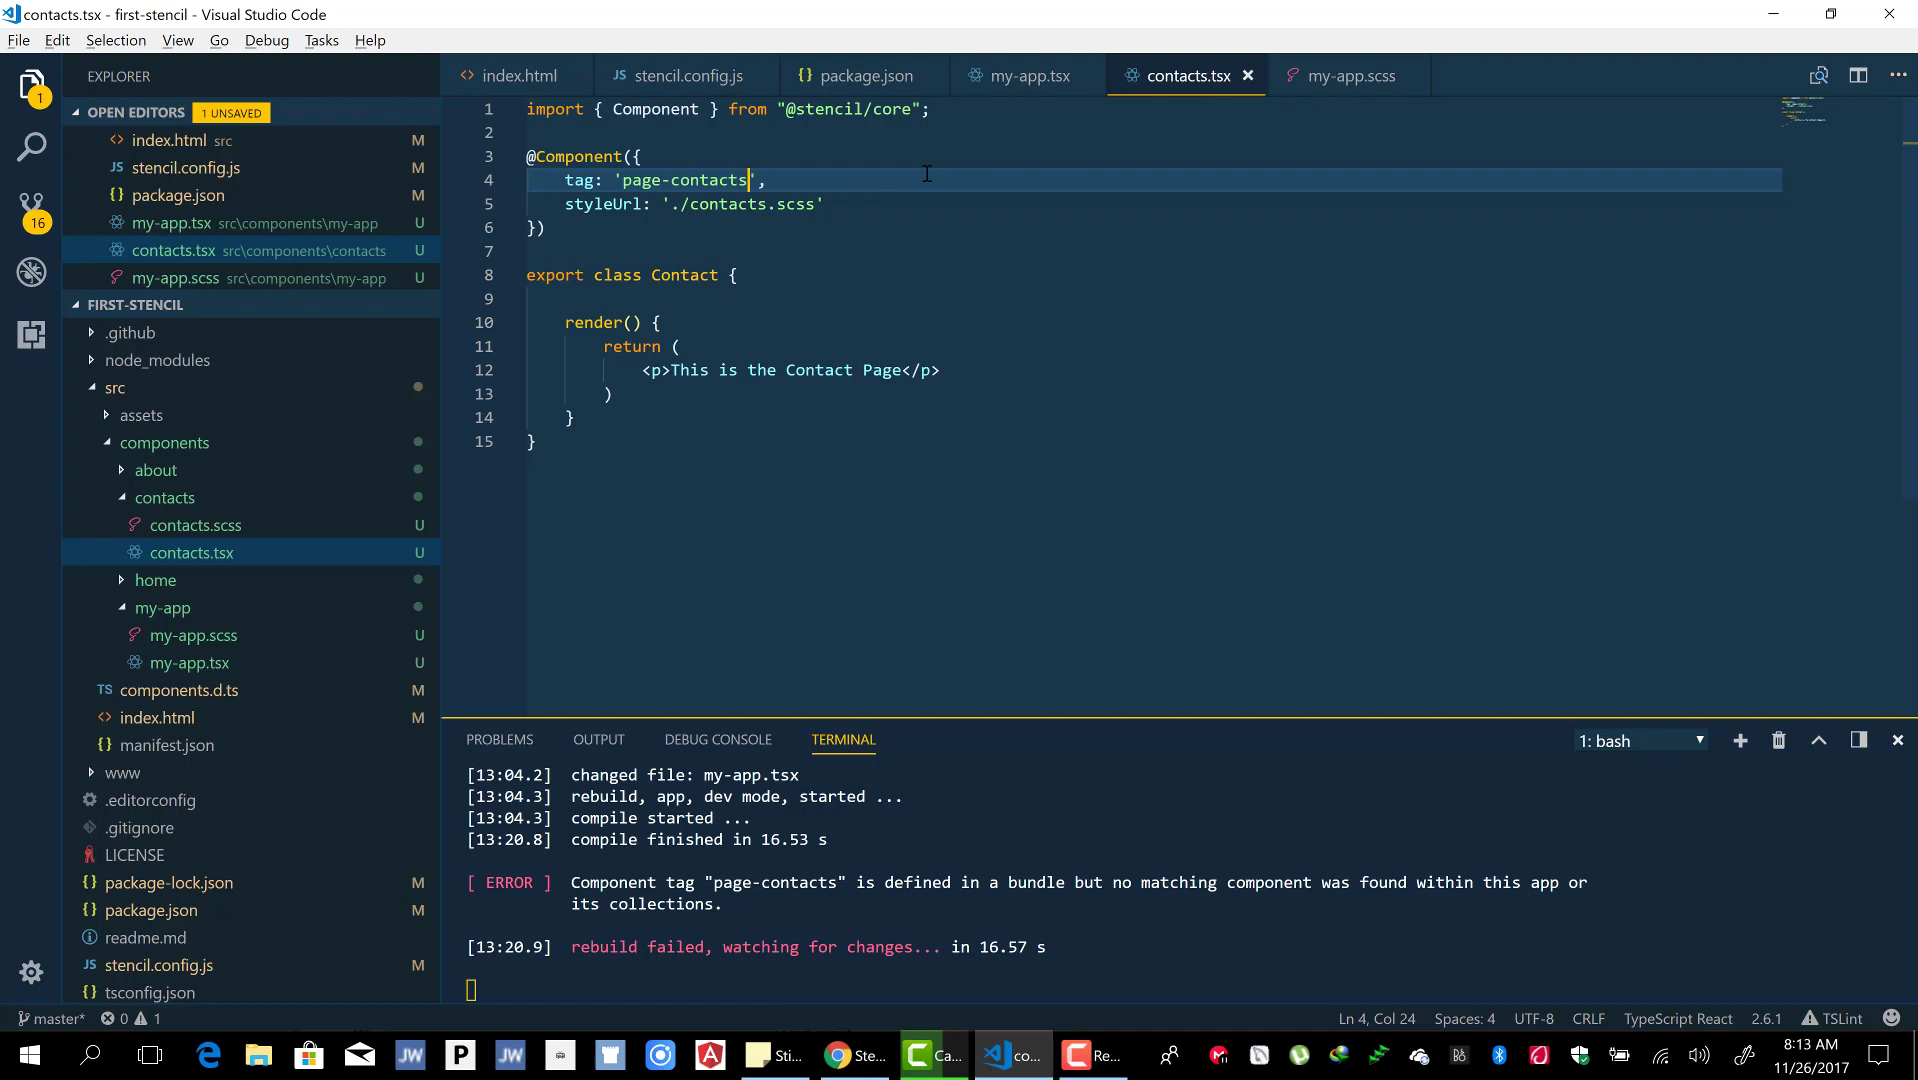 contacts.tsx - first-stencil - Visual Studio Code
File Edit Selection View Go Debug Tasks Help
EXPLORER
OPEN EDITORS 1 UNSAVED
index.html src M
stencil.config.js M
package.json M
my-app.tsx src\components\my-app U
contacts.tsx src\components\contacts U
my-app.scss src\components\my-app U
FIRST-STENCIL
.github
node_modules
src
assets
components
about
contacts
contacts.scss U
contacts.tsx U
home
my-app
my-app.scss U
my-app.tsx U
TS components.d.ts M
index.html M
manifest.json
www
.editorconfig
.gitignore
LICENSE
package-lock.json M
package.json M
readme.md
JS stencil.config.js M
tsconfig.json
1
16
index.html JS stencil.config.js {} package.json my-app.tsx contacts.tsx my-app.scss
1 import { Component } from "@stencil/core";
2
3 @Component({
4 tag: 'page-contacts',
5 styleUrl: './contacts.scss'
6 })
7
8 export class Contact {
9
10 render() {
11 return (
12 <p>This is the Contact Page</p>
13 )
14 }
15 }
PROBLEMS OUTPUT DEBUG CONSOLE TERMINAL 1: bash
[13:04.2] changed file: my-app.tsx
[13:04.3] rebuild, app, dev mode, started ...
[13:04.3] compile started ...
[13:20.8] compile finished in 16.53 s
[ ERROR ] Component tag "page-contacts" is defined in a bundle but no matching component was found within this app or
its collections.
[13:20.9] rebuild failed, watching for changes... in 16.57 s
master* 0 1 Ln 4, Col 24 Spaces: 4 UTF-8 CRLF TypeScript React 2.6.1 TSLint
JW P JW Sti... Ste... Ca... co... Re...
8:13 AM
11/26/2017